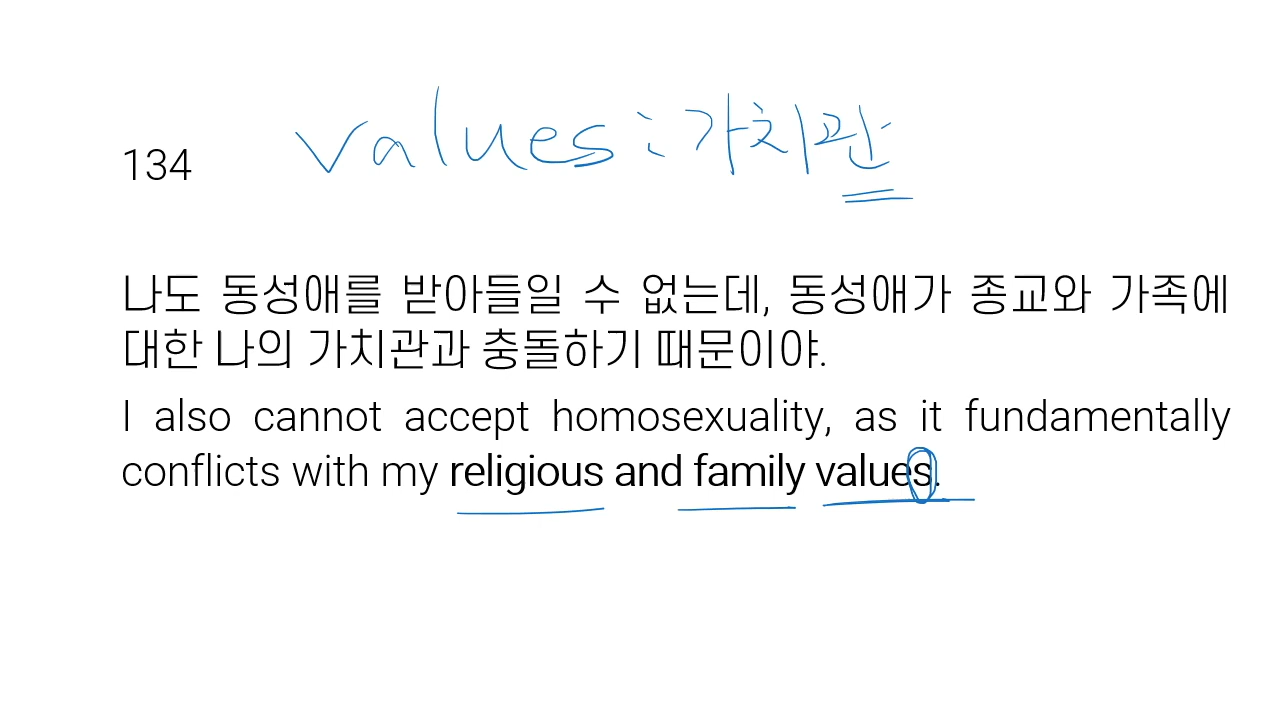 values : 가치관
134
나도 동성애를 받아들일 수 없는데, 동성애가 종교와 가족에
대한 나의 가치관과 충돌하기 때문이야.
I also cannot accept homosexuality, as it fundamentally
conflicts with my religious and family values.